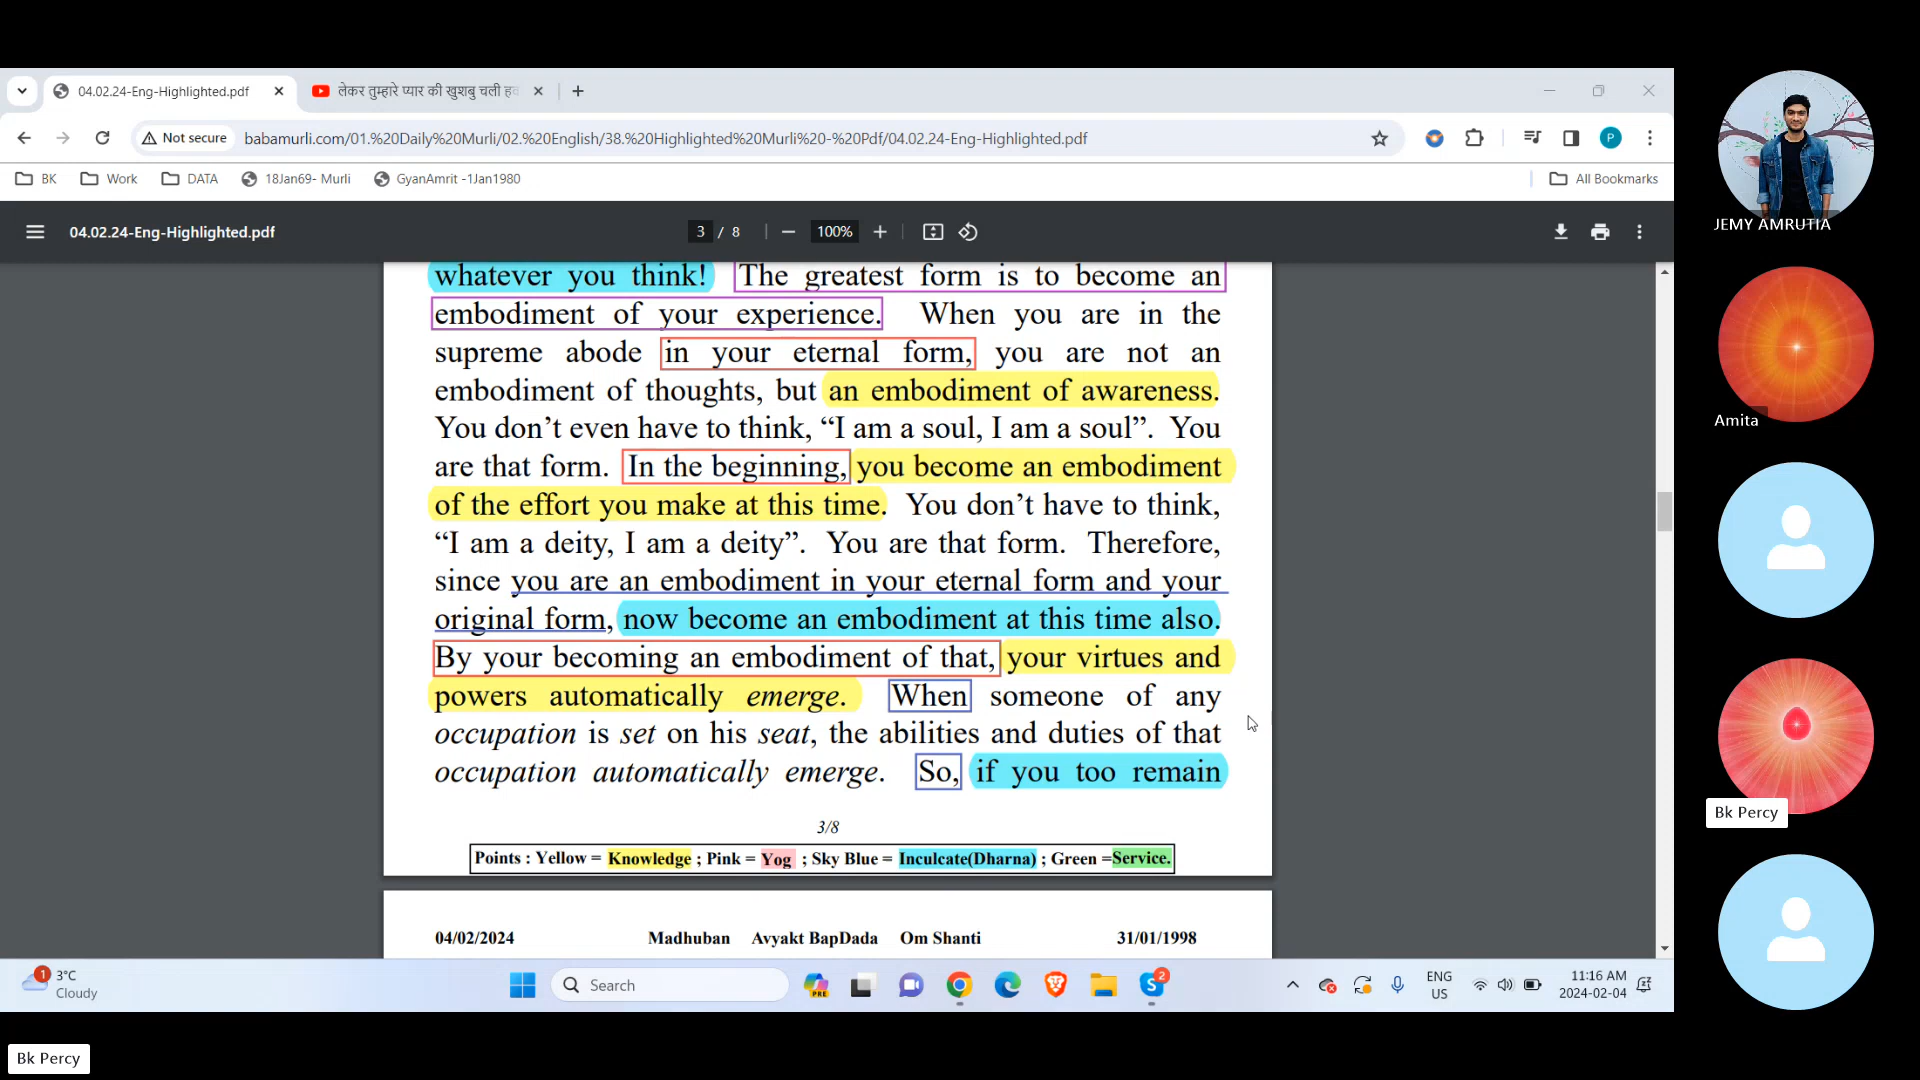 04.02.24-Eng-Highlighted.pdf
लेकर तुम्हारे प्यार की खुशबु चली
Not secure
babamurli.com/01.%20Daily%20Murli/02.%20English/38.%20Highlighted%20Murli%20-%20Pdf/04.02.24-Eng-Highlighted.pdf
P
BK
Work
DATA
18Jan69- Murli
GyanAmrit -1Jan1980
All Bookmarks
04.02.24-Eng-Highlighted.pdf
3 / 8
100%
whatever you think! The greatest form is to become an
embodiment of your experience. When you are in the
supreme abode in your eternal form, you are not an
embodiment of thoughts, but an embodiment of awareness.
You don’t even have to think, “I am a soul, I am a soul”. You
are that form. In the beginning, you become an embodiment
of the effort you make at this time. You don’t have to think,
“I am a deity, I am a deity”. You are that form. Therefore,
since you are an embodiment in your eternal form and your
original form, now become an embodiment at this time also.
By your becoming an embodiment of that, your virtues and
powers automatically emerge. When someone of any
occupation is set on his seat, the abilities and duties of that
occupation automatically emerge. So, if you too remain
3/8
Points : Yellow = Knowledge ; Pink = Yog ; Sky Blue = Inculcate(Dharna) ; Green =Service.
04/02/2024 Madhuban Avyakt BapDada Om Shanti 31/01/1998
1
3°C
Cloudy
Search
PRE
S
2
ENG
US
11:16 AM
2024-02-04
JEMY AMRUTIA
Amita
Bk Percy
Bk Percy